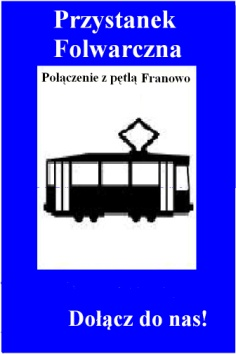 Przystanek
Folwarczna
Połączenie z pętlą Franowo
Dołącz do nas!